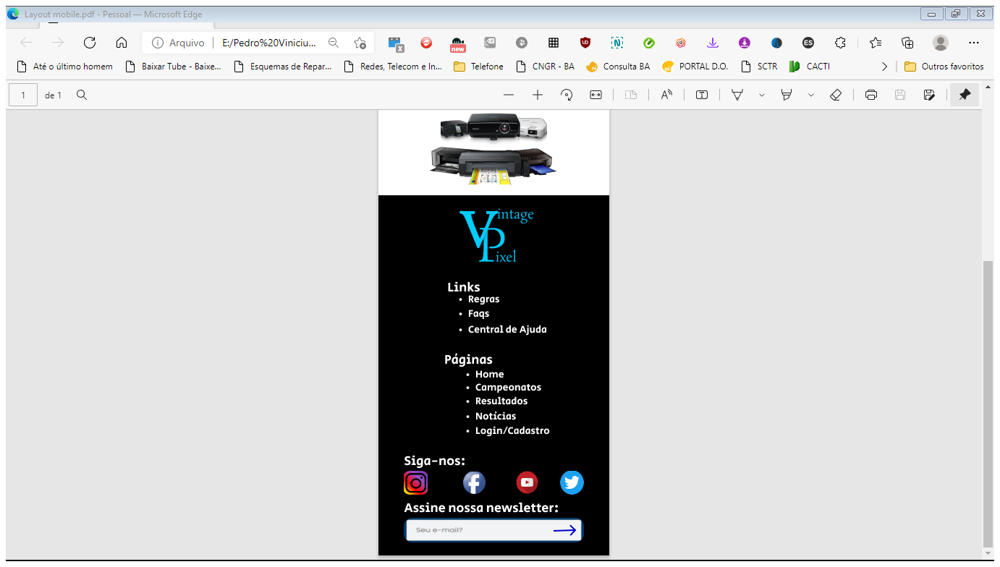 Layout mobile.pdf - Pessoal — Microsoft Edge
Arquivo E:/Pedro%20Viniciu...
new
ES
Até o último homem Baixar Tube - Baixe... Esquemas de Repar... Redes, Telecom e In... Telefone CNGR - BA Consulta BA PORTAL D.O. SCTR CACTI Outros favoritos
1 de 1
Vintage
Pixel
Links
• Regras
• Faqs
• Central de Ajuda
Páginas
• Home
• Campeonatos
• Resultados
• Notícias
• Login/Cadastro
Siga-nos:
Assine nossa newsletter:
Seu e-mail?